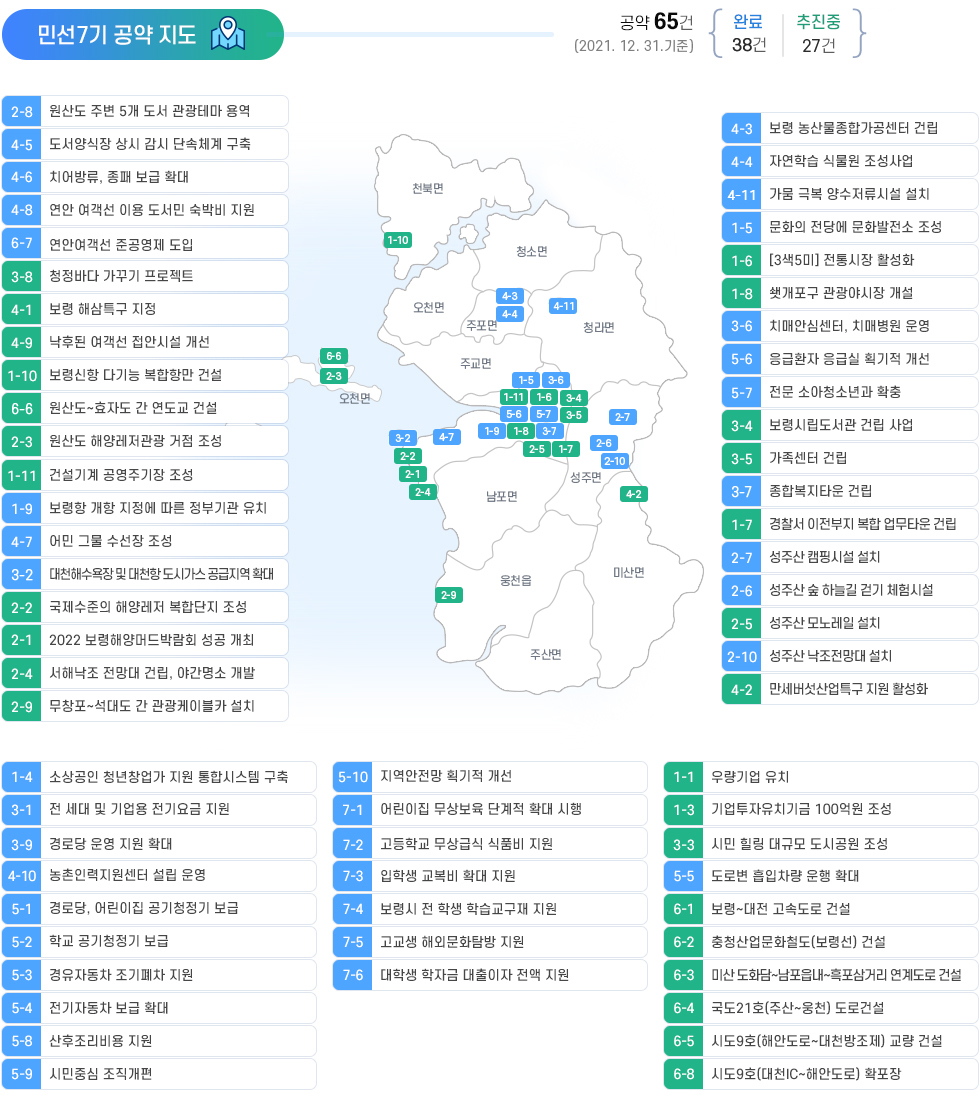 민선7기 공약 지도
공약 65건
(2021. 12. 31.기준)
완료
38건
추진중
27건
2-8 원산도 주변 5개 도서 관광테마 용역
4-5 도서양식장 상시 감시 단속체계 구축
4-6 치어방류, 종패 보급 확대
4-8 연안 여객선 이용 도서민 숙박비 지원
6-7 연안여객선 준공영제 도입
3-8 청정바다 가꾸기 프로젝트
4-1 보령 해삼특구 지정
4-9 낙후된 여객선 접안시설 개선
1-10 보령신항 다기능 복합항만 건설
6-6 원산도~효자도 간 연도교 건설
2-3 원산도 해양레저관광 거점 조성
1-11 건설기계 공영주기장 조성
1-9 보령항 개항 지정에 따른 정부기관 유치
4-7 어민 그물 수선장 조성
3-2 대천해수욕장 및 대천항 도시가스 공급지역 확대
2-2 국제수준의 해양레저 복합단지 조성
2-1 2022 보령해양머드박람회 성공 개최
2-4 서해낙조 전망대 건립, 야간명소 개발
2-9 무창포~석대도 간 관광케이블카 설치
천북면
1-10
청소면
4-3
4-4
4-11
오천면
주포면
청라면
주교면
6-6
2-3
오천면
1-5 3-6
1-11 1-6 3-4
5-6 5-7 3-5
2-7
3-2 4-7 1-9 1-8 3-7
2-6
2-2
2-5 1-7
2-10
2-1
성주면
2-4
남포면
4-2
웅천읍
미산면
2-9
주산면
4-3 보령 농산물종합가공센터 건립
4-4 자연학습 식물원 조성사업
4-11 가뭄 극복 양수저류시설 설치
1-5 문화의 전당에 문화발전소 조성
1-6 [3색5미] 전통시장 활성화
1-8 햇개포구 관광야시장 개설
3-6 치매안심센터, 치매병원 운영
5-6 응급환자 응급실 획기적 개선
5-7 전문 소아청소년과 확충
3-4 보령시립도서관 건립 사업
3-5 가족센터 건립
3-7 종합복지타운 건립
1-7 경찰서 이전부지 복합 업무타운 건립
2-7 성주산 캠핑시설 설치
2-6 성주산 숲 하늘길 걷기 체험시설
2-5 성주산 모노레일 설치
2-10 성주산 낙조전망대 설치
4-2 만세버섯산업특구 지원 활성화
1-4 소상공인 청년창업가 지원 통합시스템 구축
3-1 전 세대 및 기업용 전기요금 지원
3-9 경로당 운영 지원 확대
4-10 농촌인력지원센터 설립 운영
5-1 경로당, 어린이집 공기청정기 보급
5-2 학교 공기청정기 보급
5-3 경유자동차 조기폐차 지원
5-4 전기자동차 보급 확대
5-8 산후조리비용 지원
5-9 시민중심 조직개편
5-10 지역안전망 획기적 개선
7-1 어린이집 무상보육 단계적 확대 시행
7-2 고등학교 무상급식 식품비 지원
7-3 입학생 교복비 확대 지원
7-4 보령시 전 학생 학습교구재 지원
7-5 고교생 해외문화탐방 지원
7-6 대학생 학자금 대출이자 전액 지원
1-1 우량기업 유치
1-3 기업투자유치기금 100억원 조성
3-3 시민 힐링 대규모 도시공원 조성
5-5 도로변 흡입차량 운행 확대
6-1 보령~대전 고속도로 건설
6-2 충청산업문화철도(보령선) 건설
6-3 미산 도화담~남포읍내~흑포삼거리 연계도로 건설
6-4 국도21호(주산~웅천) 도로건설
6-5 시도9호(해안도로~대천방조제) 교량 건설
6-8 시도9호(대천IC~해안도로) 확포장